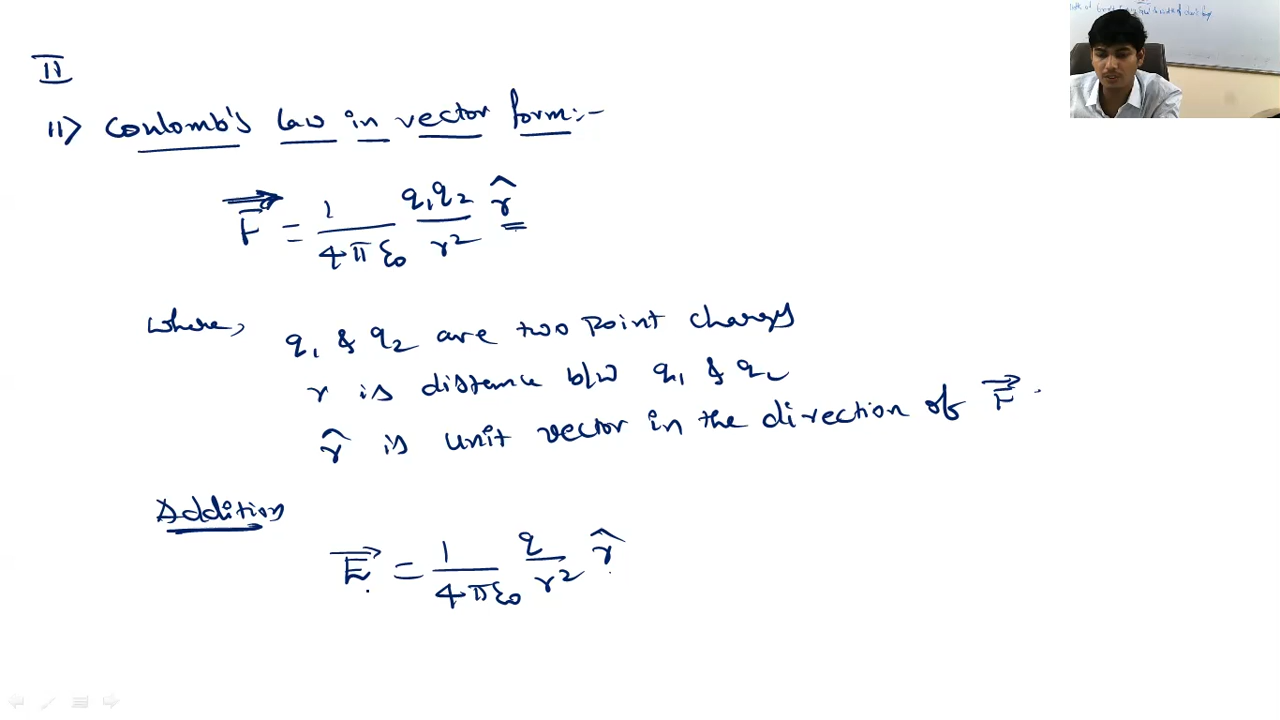 II
11) Coulomb's law in vector form:-
F⃗ = 1/4πε₀ q₁q₂/r² r̂
where, q₁ & q₂ are two point charges
r is distance b/w q₁ & q₂
r̂ is unit vector in the direction of F⃗.
Addition
E⃗ = 1/4πε₀ q/r² r̂